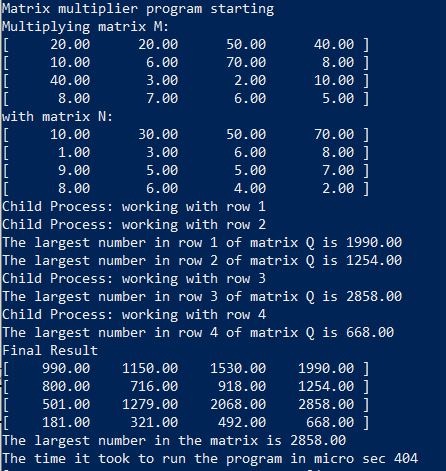 Matrix multiplier program starting
Multiplying matrix M:
[ 20.00 20.00 50.00 40.00 ]
[ 10.00 6.00 70.00 8.00 ]
[ 40.00 3.00 2.00 10.00 ]
[ 8.00 7.00 6.00 5.00 ]
with matrix N:
[ 10.00 30.00 50.00 70.00 ]
[ 1.00 3.00 6.00 8.00 ]
[ 9.00 5.00 5.00 7.00 ]
[ 8.00 6.00 4.00 2.00 ]
Child Process: working with row 1
Child Process: working with row 2
The largest number in row 1 of matrix Q is 1990.00
The largest number in row 2 of matrix Q is 1254.00
Child Process: working with row 3
The largest number in row 3 of matrix Q is 2858.00
Child Process: working with row 4
The largest number in row 4 of matrix Q is 668.00
Final Result
[ 990.00 1150.00 1530.00 1990.00 ]
[ 800.00 716.00 918.00 1254.00 ]
[ 501.00 1279.00 2068.00 2858.00 ]
[ 181.00 321.00 492.00 668.00 ]
The largest number in the matrix is 2858.00
The time it took to run the program in micro sec 404